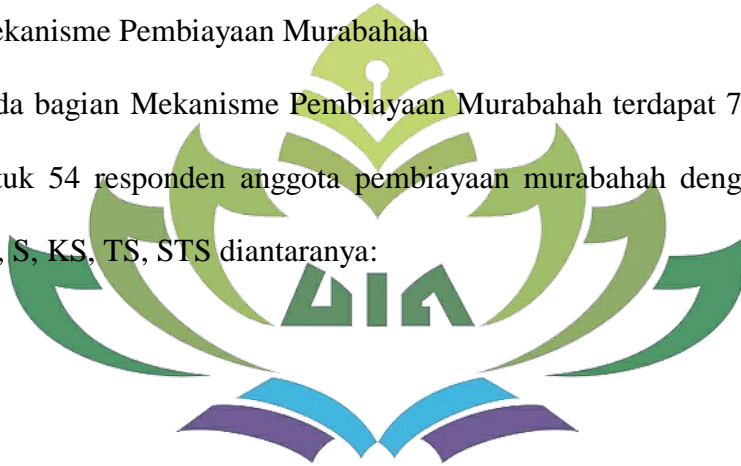 ekanisme Pembiayaan Murabahah
da bagian Mekanisme Pembiayaan Murabahah terdapat 7
tuk 54 responden anggota pembiayaan murabahah deng
, S, KS, TS, STS diantaranya:
UIN